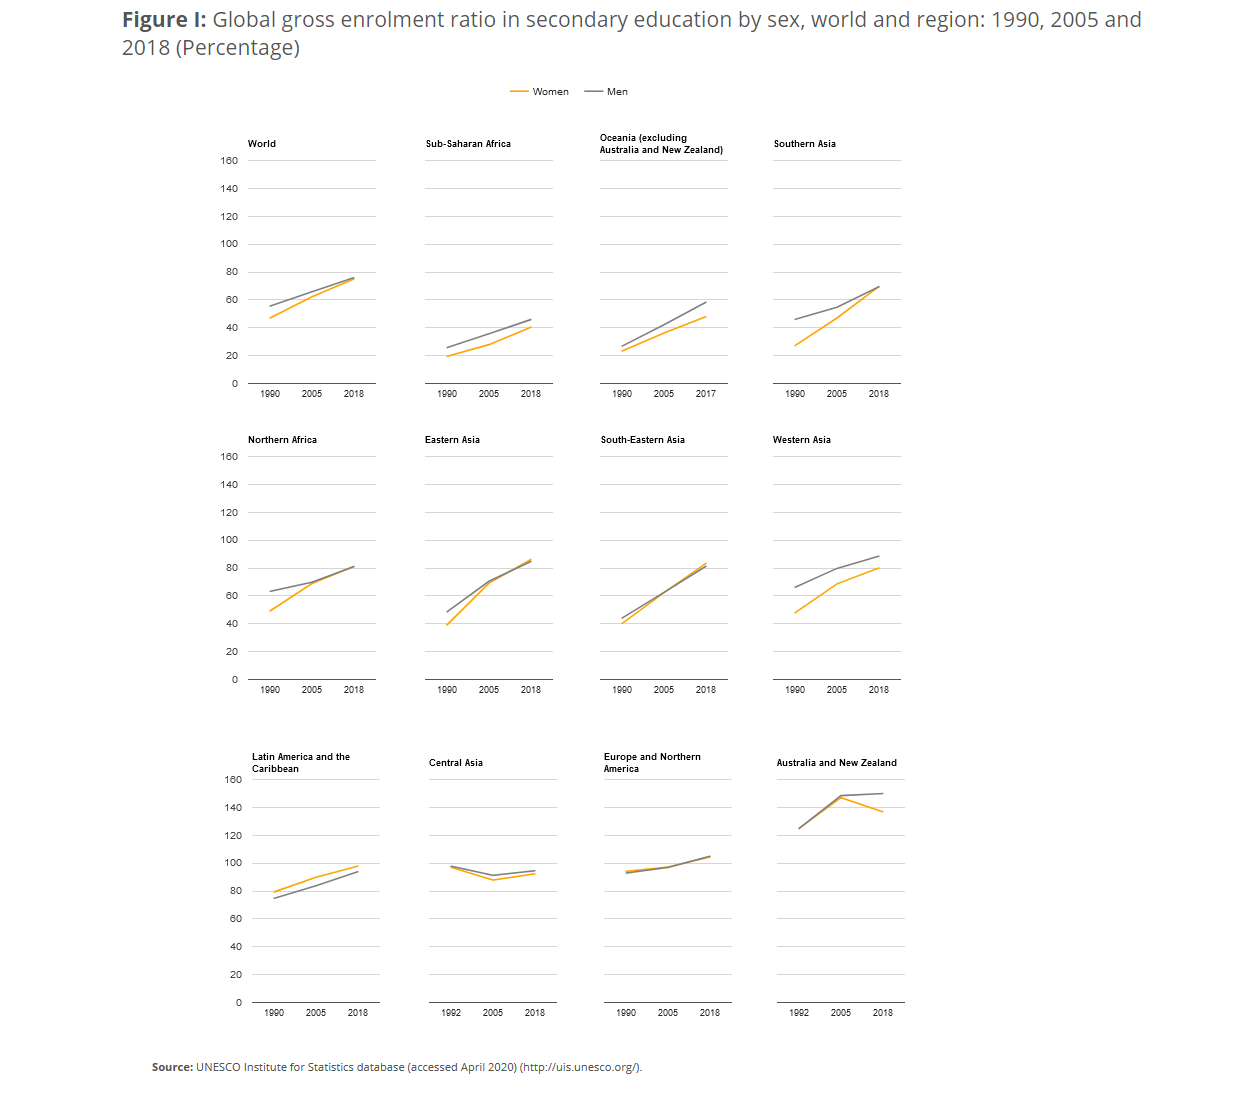 Figure I: Global gross enrolment ratio in secondary education by sex, world and region: 1990, 2005 and
2018 (Percentage)
Women Men
World
Sub-Saharan Africa
Oceania (excluding
Australia and New Zealand)
Southern Asia
160
140
120
100
80
60
40
20
0
1990 2005 2018
1990 2005 2018
1990 2005 2017
1990 2005 2018
Northern Africa
Eastern Asia
South-Eastern Asia
Western Asia
160
140
120
100
80
60
40
20
0
1990 2005 2018
1990 2005 2018
1990 2005 2018
1990 2005 2018
Latin America and the
Caribbean
Central Asia
Europe and Northern
America
Australia and New Zealand
160
140
120
100
80
60
40
20
0
1990 2005 2018
1992 2005 2018
1990 2005 2018
1992 2005 2018
Source: UNESCO Institute for Statistics database (accessed April 2020) (http://uis.unesco.org/).